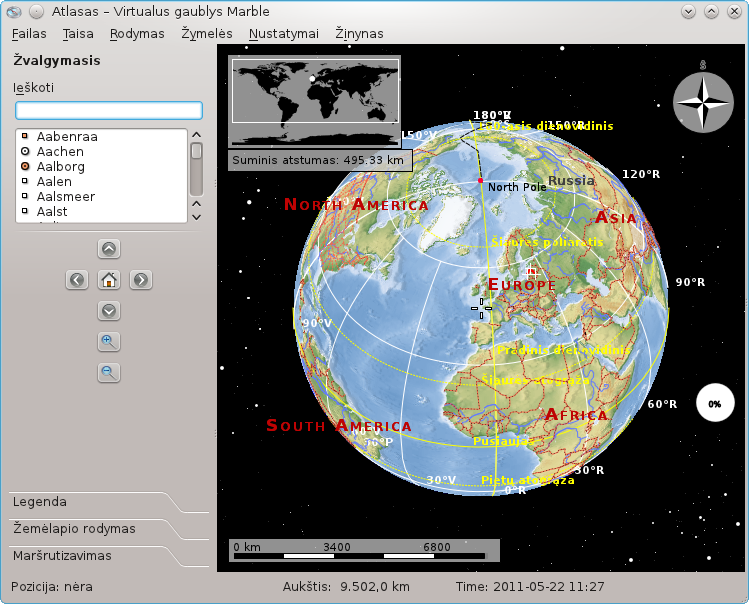 Atlasas – Virtualus gaublys Marble
Failas Taisa Rodymas Žymelės Nustatymai Žinynas
Žvalgymasis
Ieškoti
Aabenraa
Aachen
Aalborg
Aalen
Aalsmeer
Aalst
Legenda
Žemėlapio rodymas
Maršrutizavimas
Suminis atstumas: 495.33 km
S
180°R
150°V
150°R
North Pole
Russia
120°R
North America
Asia
Šiaurės poliaratis
Europe
90°R
90°V
Pradinis dienovidinis
Šiaurės atogrąža
60°R
Africa
South America
Pusiaujas
30°R
30°V
Pietų atogrąža
0°R
0%
0 km 3400 6800
Pozicija: nėra Aukštis: 9.502,0 km Time: 2011-05-22 11:27